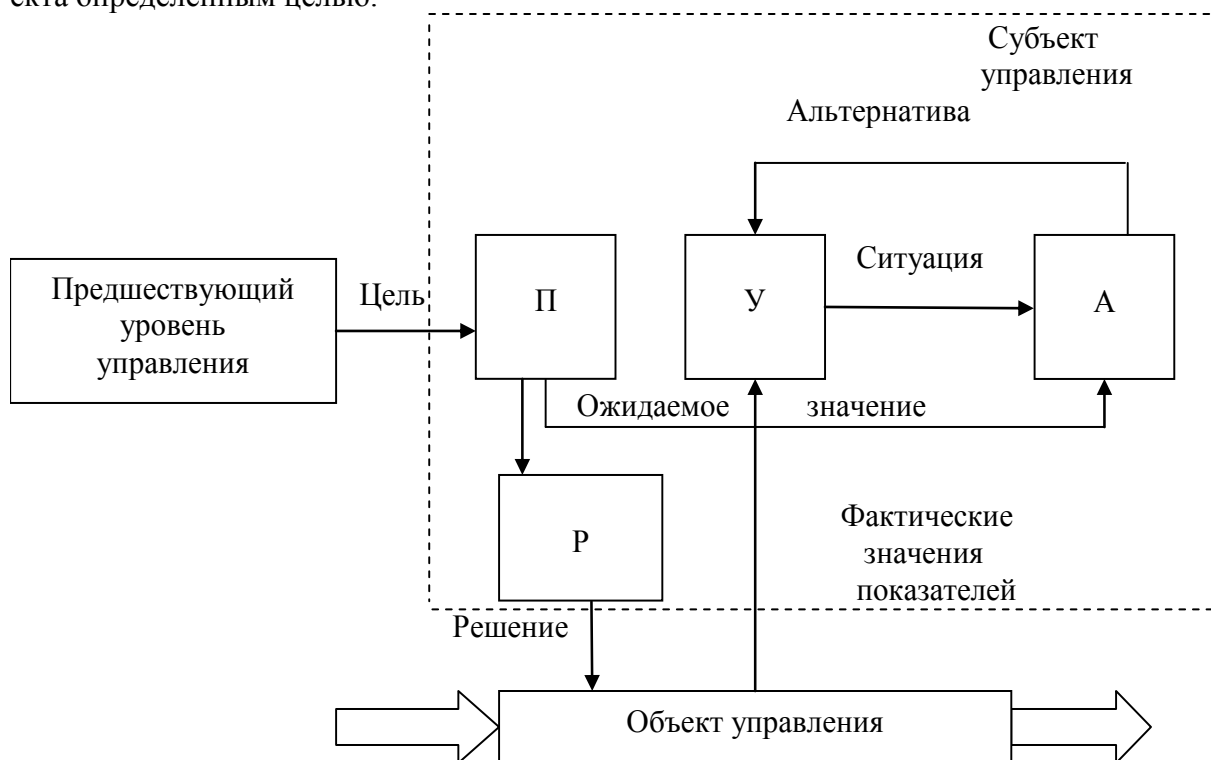 екта определенным целью.
Субъект
управления
Альтернатива
Предшествующий
уровень
управления
Цель
П
У
Ситуация
А
Ожидаемое значение
Р
Фактические
значения
показателей
Решение
Объект управления